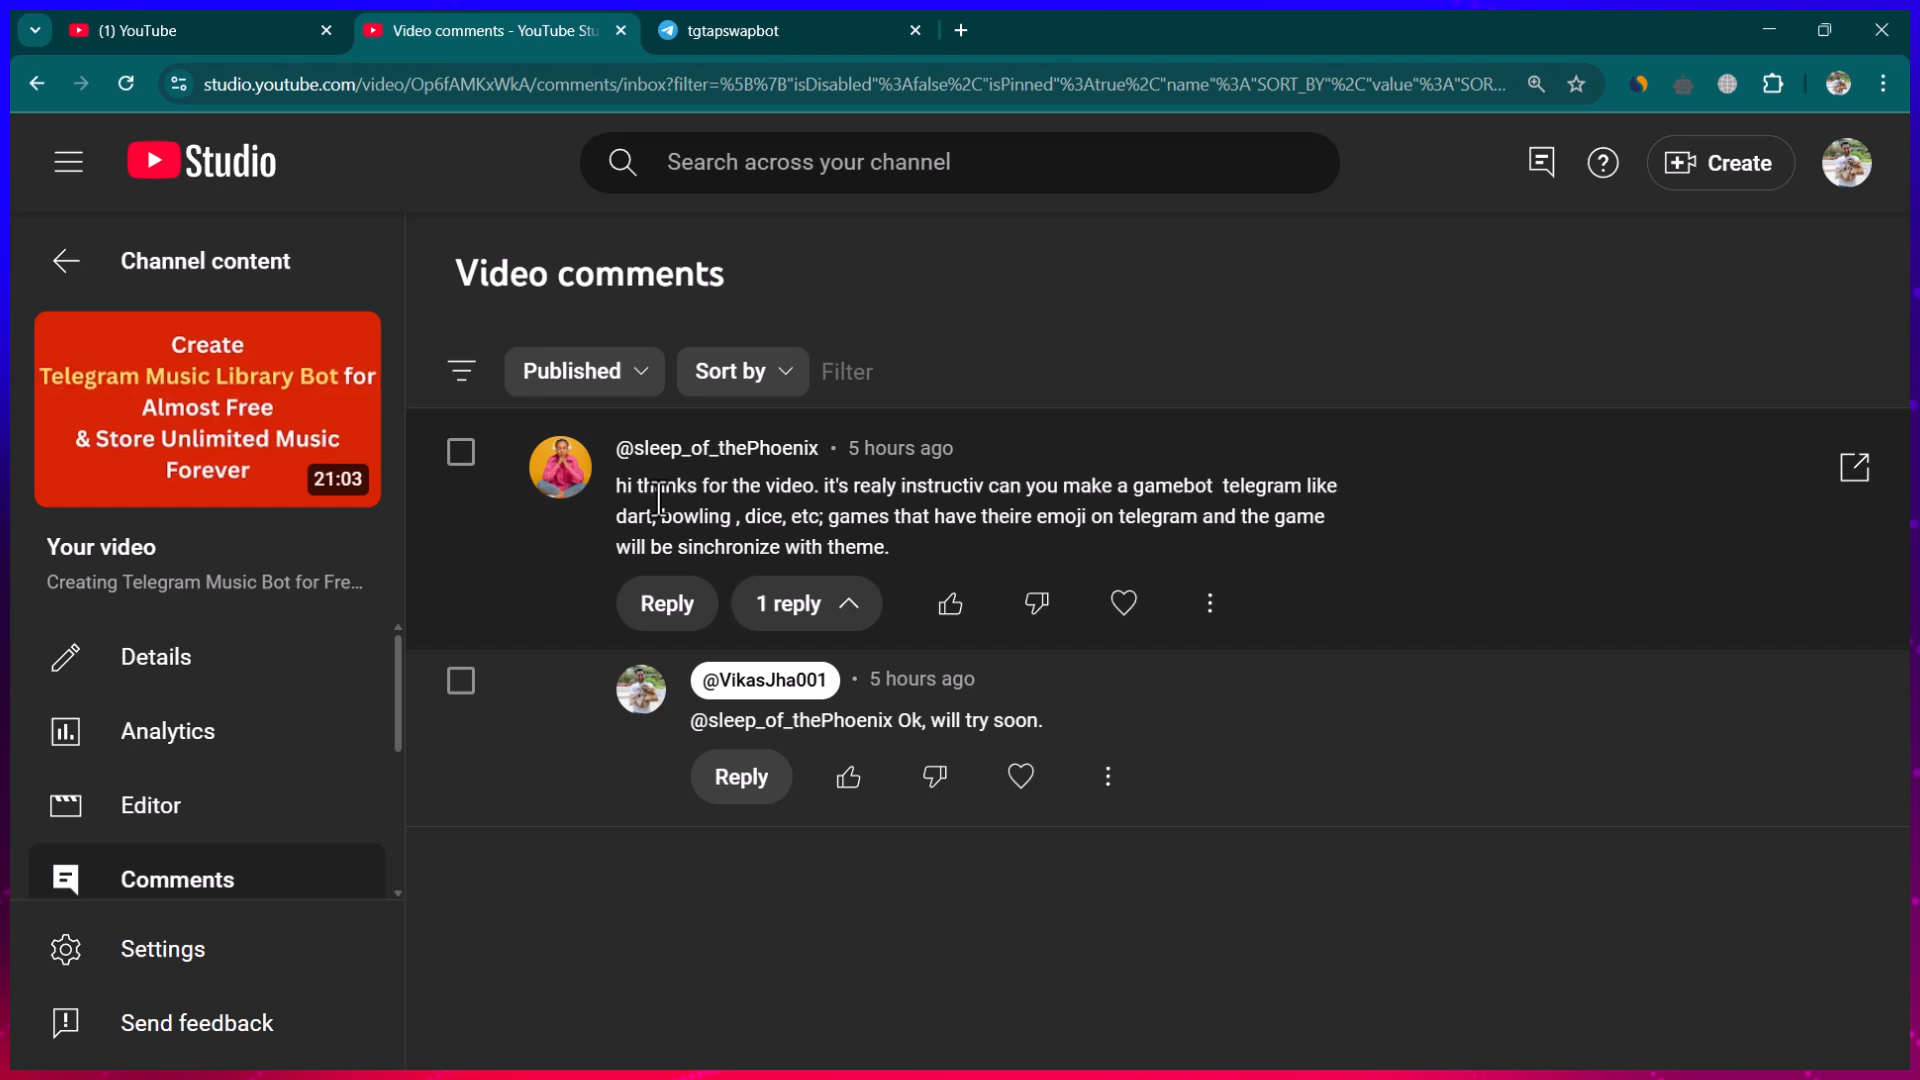 (1) YouTube
Video comments - YouTube Stu
tgtapswapbot
studio.youtube.com/video/Op6fAMKxWkA/comments/inbox?filter=%5B%7B"isDisabled"%3Afalse%2C"isPinned"%3Atrue%2C"name"%3A"SORT_BY"%2C"value"%3A"SOR...
Studio
Search across your channel
Create
Channel content
Create
Telegram Music Library Bot for
Almost Free
& Store Unlimited Music
Forever
21:03
Your video
Creating Telegram Music Bot for Fre...
Details
Analytics
Editor
Comments
Settings
Send feedback
Video comments
Published
Sort by
Filter
@sleep_of_thePhoenix • 5 hours ago
hi thanks for the video. it's realy instructiv can you make a gamebot telegram like
dart, bowling , dice, etc; games that have theire emoji on telegram and the game
will be sinchronize with theme.
Reply
1 reply
@VikasJha001 • 5 hours ago
@sleep_of_thePhoenix Ok, will try soon.
Reply